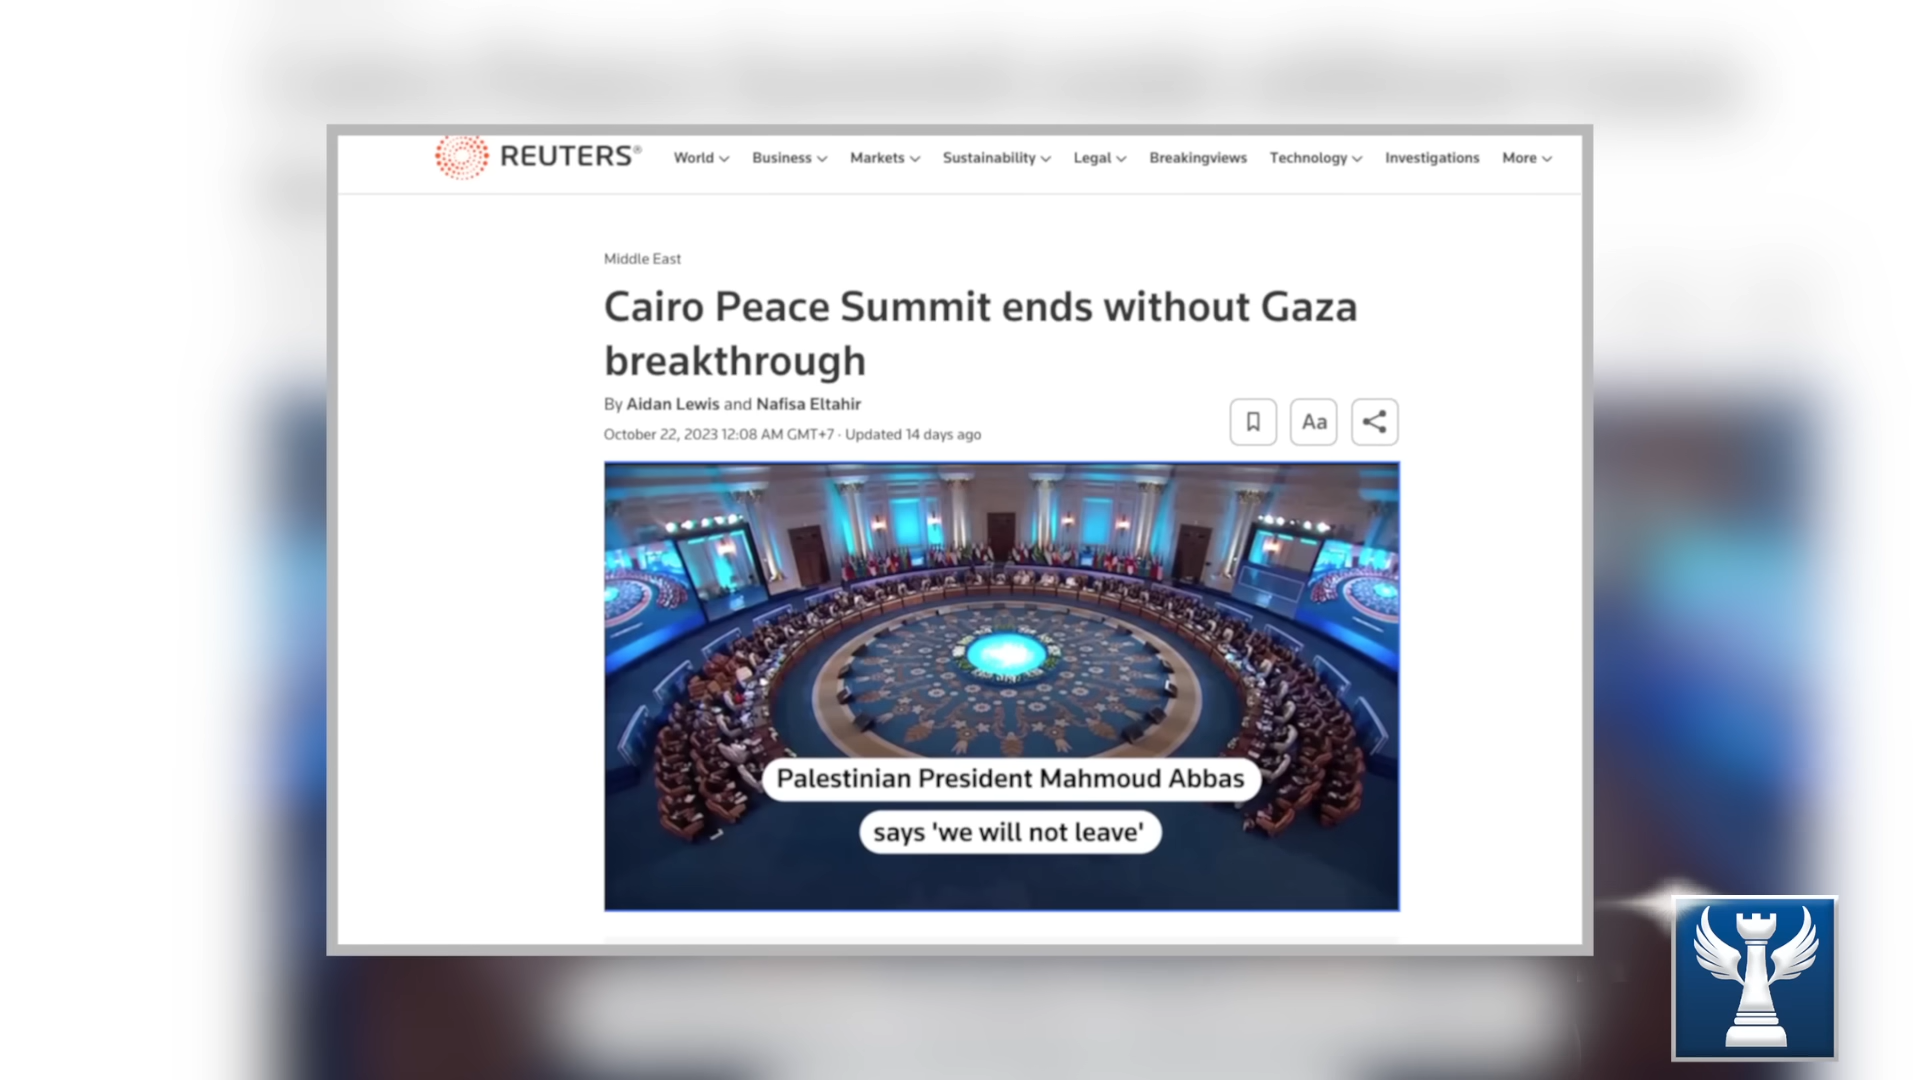 REUTERS®
World Business Markets Sustainability Legal Breakingviews Technology Investigations More
Middle East
Cairo Peace Summit ends without Gaza
breakthrough
By Aidan Lewis and Nafisa Eltahir
October 22, 2023 12:08 AM GMT+7 · Updated 14 days ago
Aa
Palestinian President Mahmoud Abbas
says 'we will not leave'